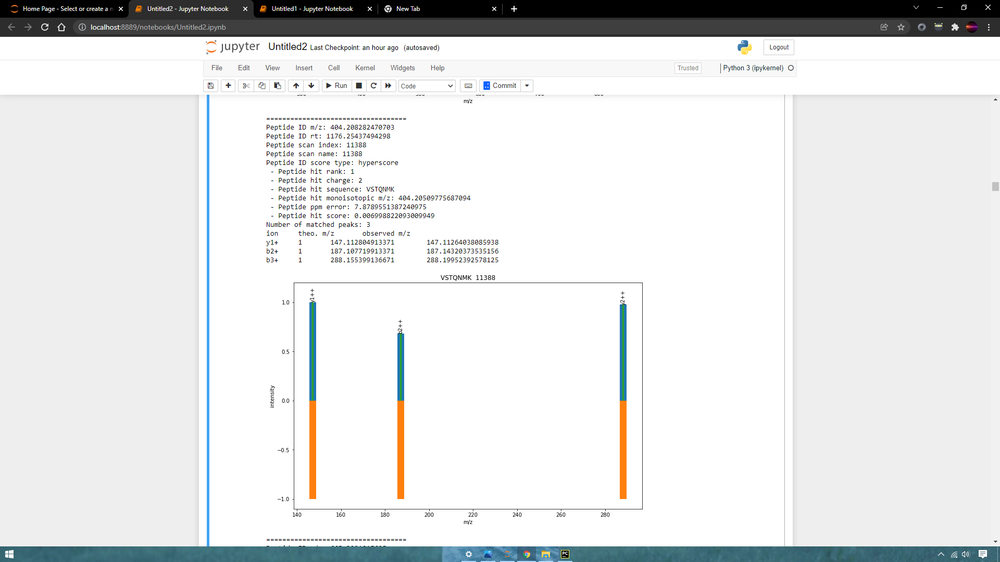 Home Page - Select or create a n
Untitled2 - Jupyter Notebook
Untitled1 - Jupyter Notebook
New Tab
localhost:8889/notebooks/Untitled2.ipynb
jupyter Untitled2 Last Checkpoint: an hour ago (autosaved)
Logout
File Edit View Insert Cell Kernel Widgets Help
Trusted
Python 3 (ipykernel)
Run
Code
Commit
m/z
===================================
Peptide ID m/z: 404.208282470703
Peptide ID rt: 1176.25437494298
Peptide scan index: 11388
Peptide scan name: 11388
Peptide ID score type: hyperscore
- Peptide hit rank: 1
- Peptide hit charge: 2
- Peptide hit sequence: VSTQNMK
- Peptide hit monoisotopic m/z: 404.20509775687094
- Peptide ppm error: 7.8789551387240975
- Peptide hit score: 0.006998822093009949
Number of matched peaks: 3
ion theo. m/z observed m/z
y1+ 1 147.112804913371 147.11264038085938
b2+ 1 187.107719913371 187.14320373535156
b3+ 1 288.155399136671 288.19952392578125
VSTQNMK 11388
y1++
b2++
y2++
1.0
0.5
0.0
−0.5
−1.0
intensity
140 160 180 200 220 240 260 280
m/z
===================================
PC